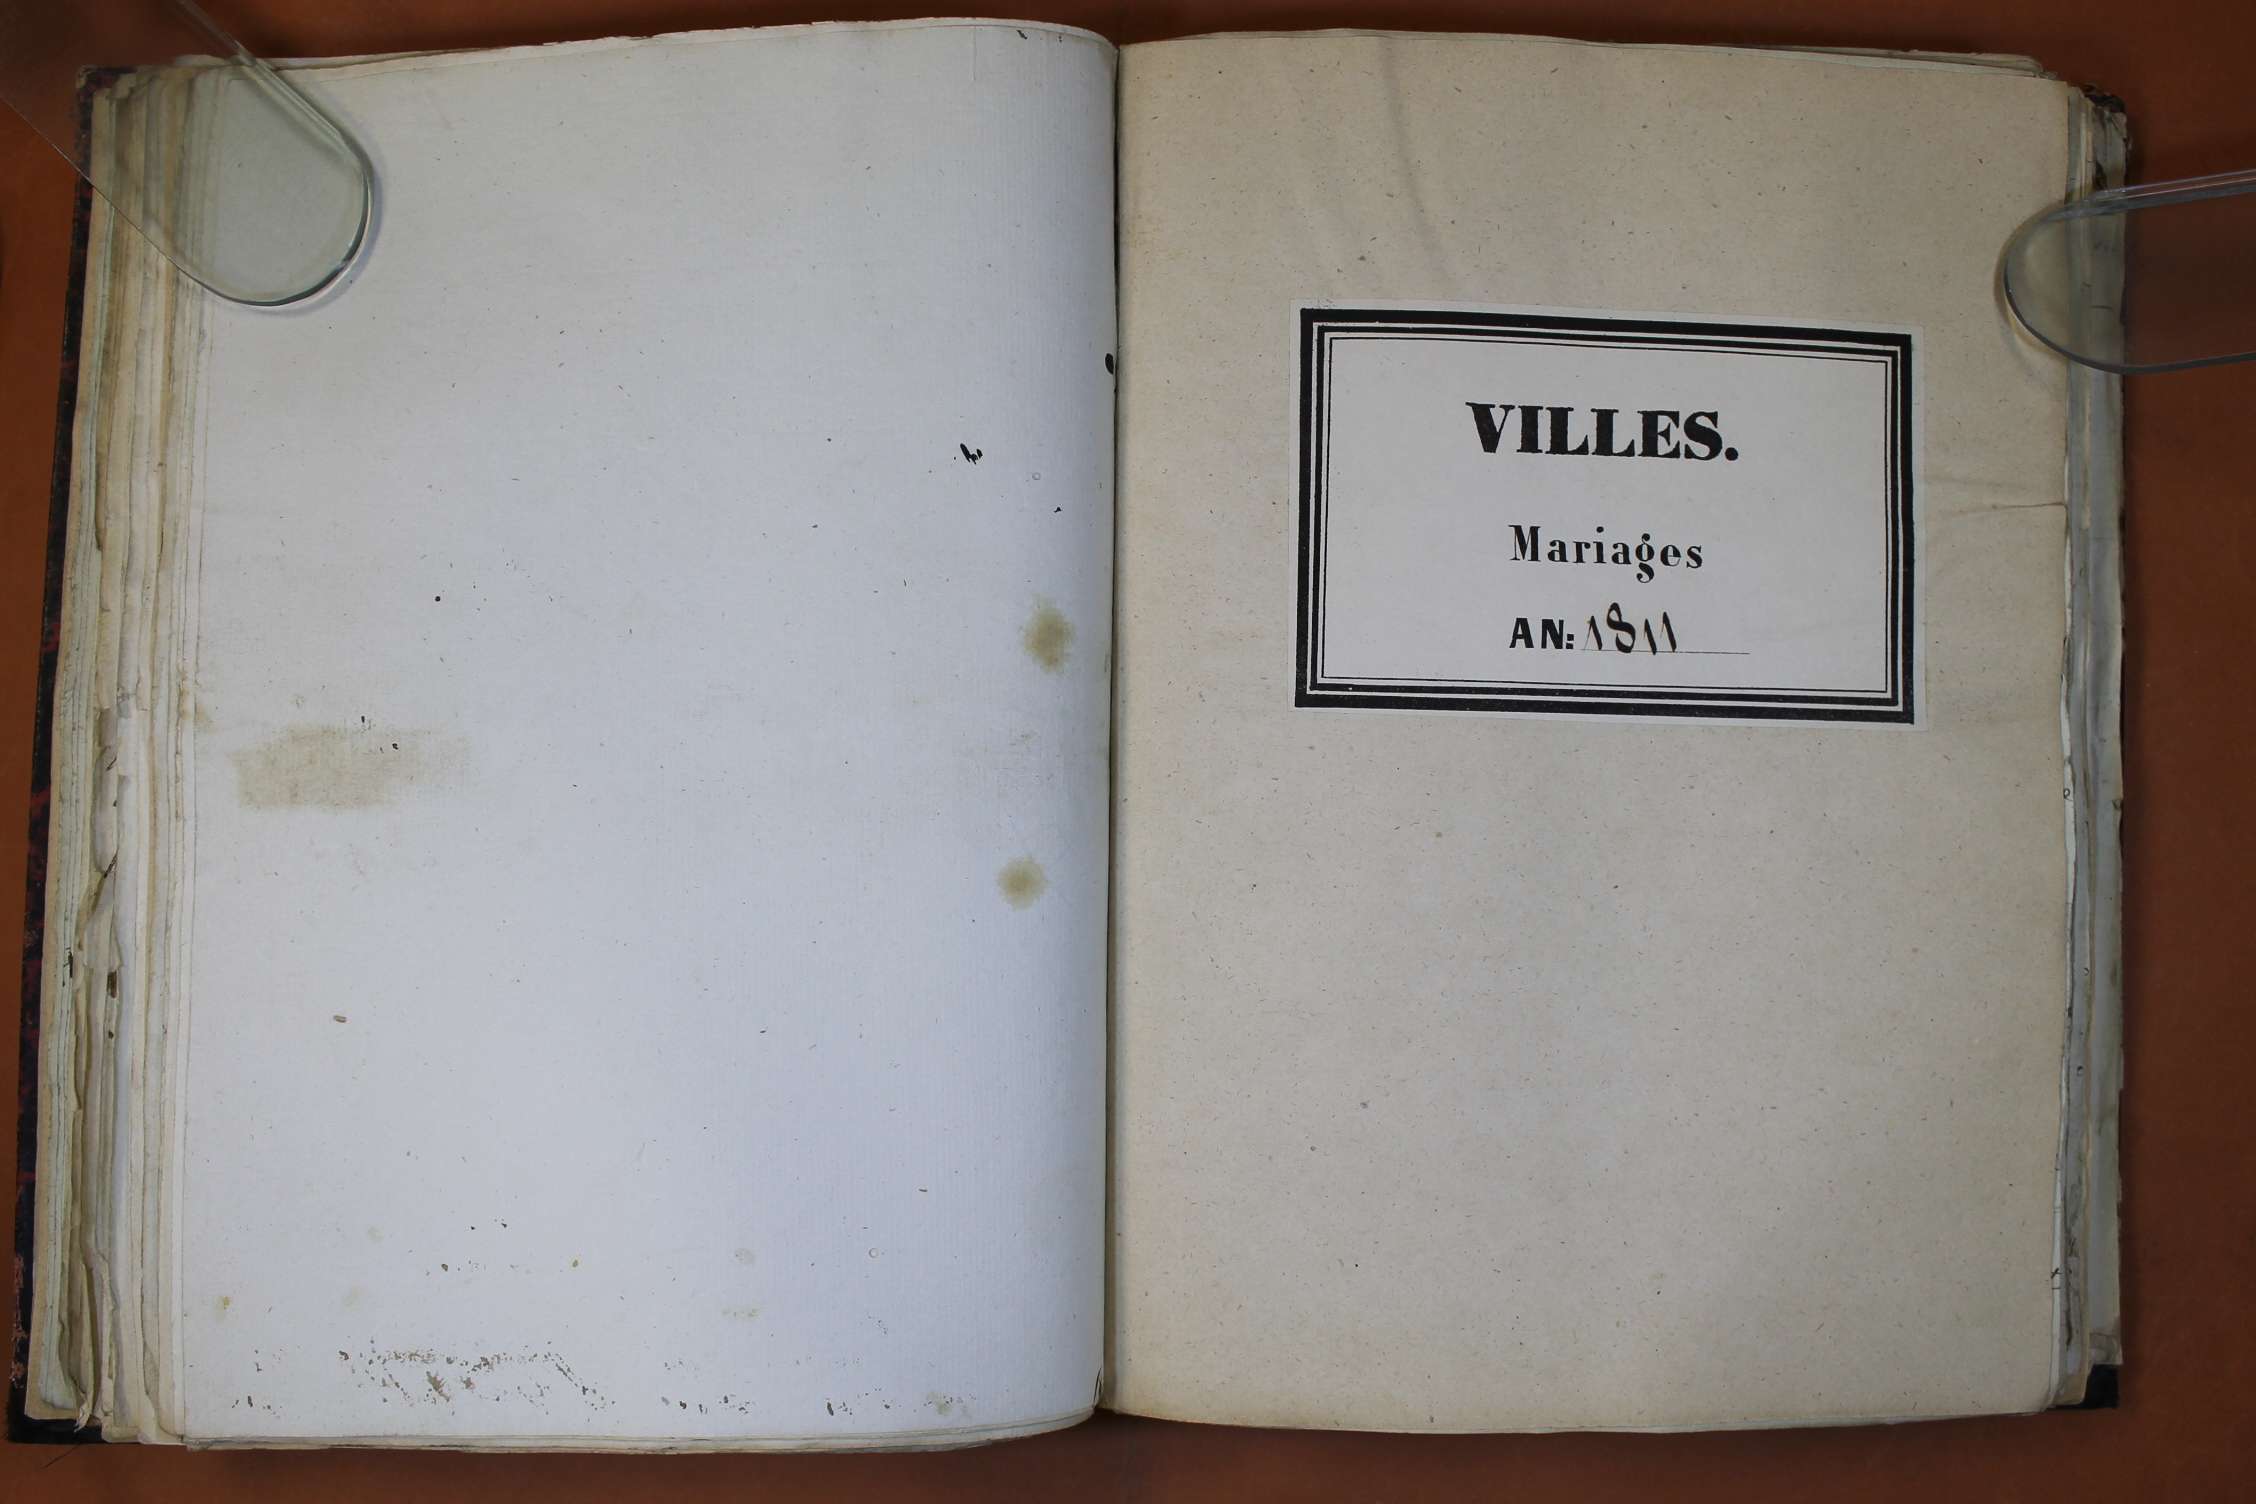 VILLES.
Mariages
AN: 1811